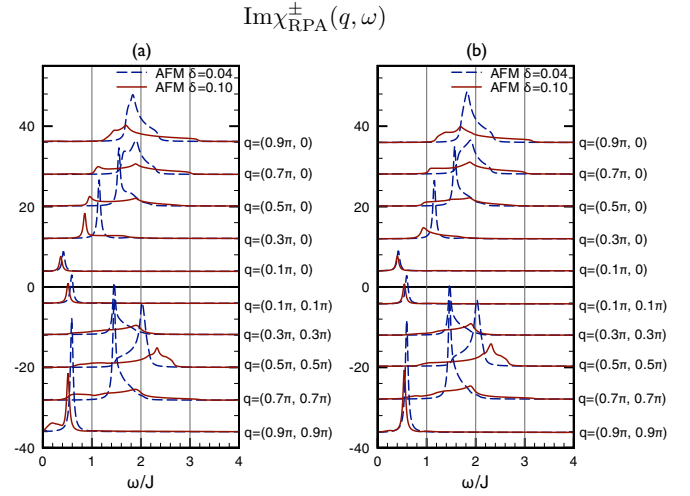 Imχ±RPA(q, ω)
(a)
AFM δ=0.04
AFM δ=0.10
40
20
0
-20
-40
0 1 2 3 4
ω/J
q=(0.9π, 0)
q=(0.7π, 0)
q=(0.5π, 0)
q=(0.3π, 0)
q=(0.1π, 0)
q=(0.1π, 0.1π)
q=(0.3π, 0.3π)
q=(0.5π, 0.5π)
q=(0.7π, 0.7π)
q=(0.9π, 0.9π)
(b)
AFM δ=0.04
AFM δ=0.10
40
20
0
-20
-40
0 1 2 3 4
ω/J
q=(0.9π, 0)
q=(0.7π, 0)
q=(0.5π, 0)
q=(0.3π, 0)
q=(0.1π, 0)
q=(0.1π, 0.1π)
q=(0.3π, 0.3π)
q=(0.5π, 0.5π)
q=(0.7π, 0.7π)
q=(0.9π, 0.9π)